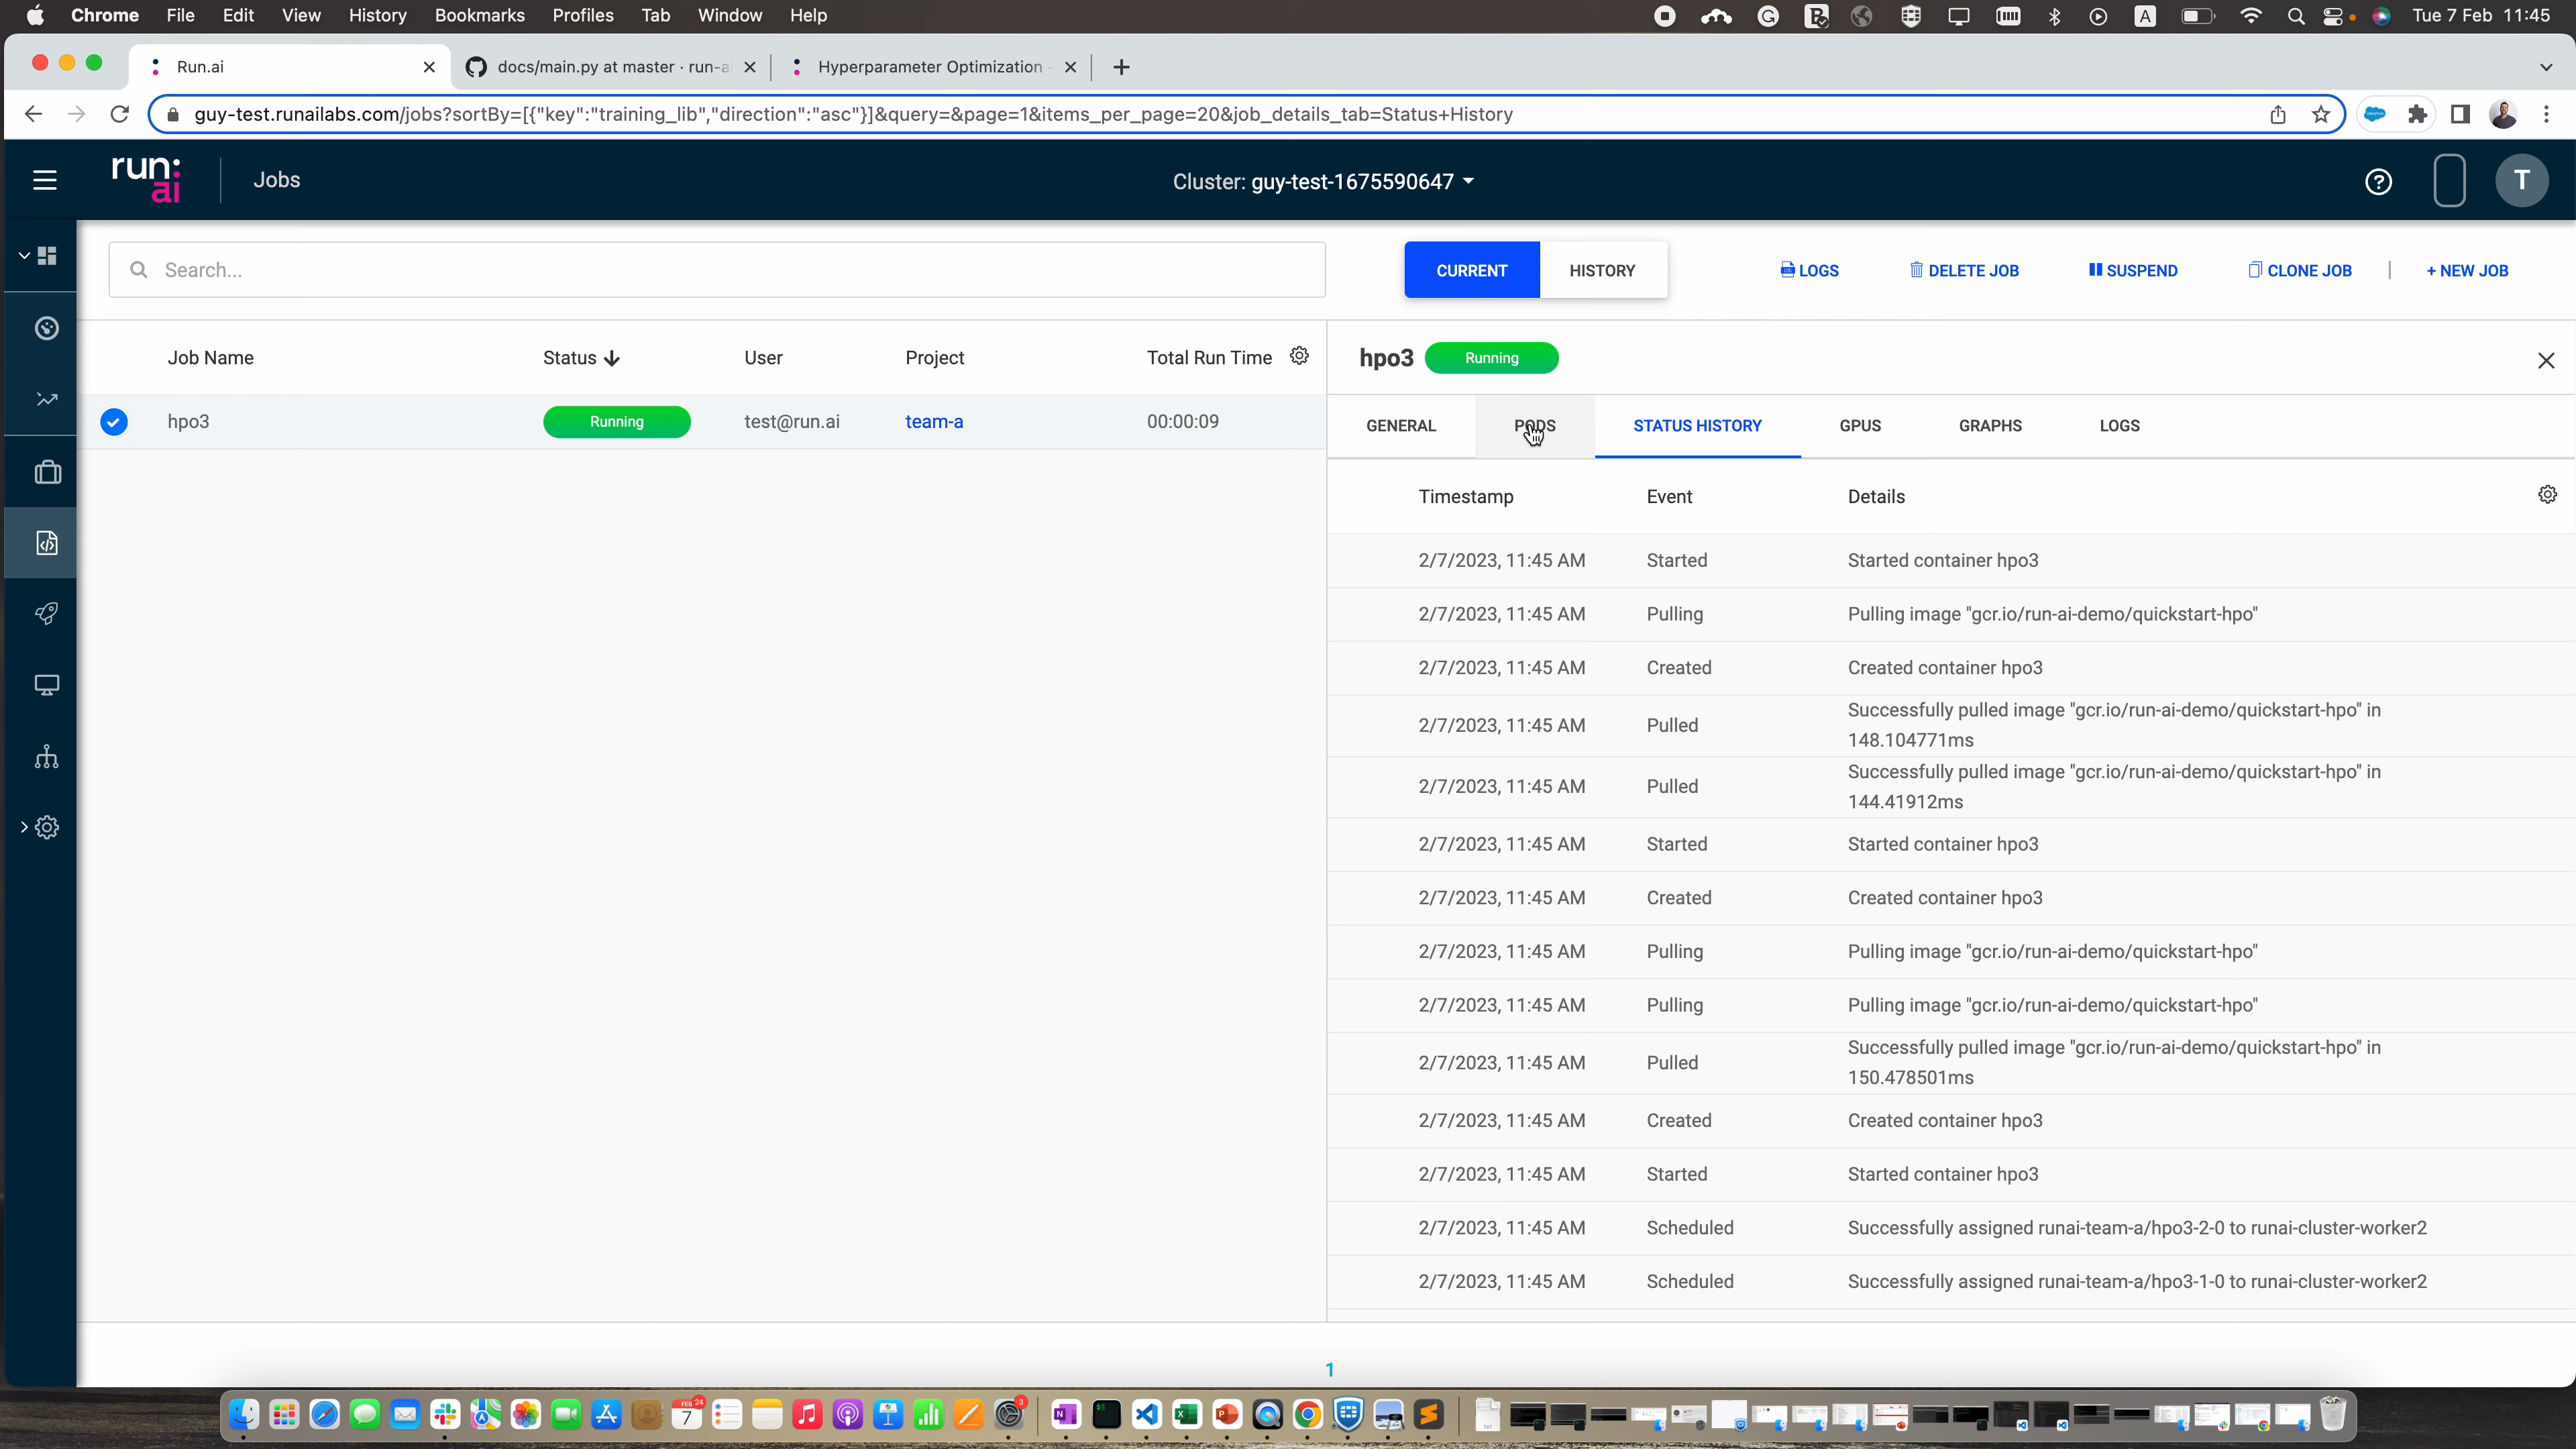 Chrome File Edit View History Bookmarks Profiles Tab Window Help
A
Tue 7 Feb 11:45
Run.ai
docs/main.py at master · run-ai
Hyperparameter Optimization -
guy-test.runailabs.com/jobs?sortBy=[{"key":"training_lib","direction":"asc"}]&query=&page=1&items_per_page=20&job_details_tab=Status+History
run:
ai
Jobs
Cluster: guy-test-1675590647
?
T
Search...
CURRENT
HISTORY
LOGS
DELETE JOB
SUSPEND
CLONE JOB
+ NEW JOB
Job Name Status User Project Total Run Time
hpo3 Running test@run.ai team-a 00:00:09
hpo3 Running
GENERAL PODS STATUS HISTORY GPUS GRAPHS LOGS
Timestamp Event Details
2/7/2023, 11:45 AM Started Started container hpo3
2/7/2023, 11:45 AM Pulling Pulling image "gcr.io/run-ai-demo/quickstart-hpo"
2/7/2023, 11:45 AM Created Created container hpo3
2/7/2023, 11:45 AM Pulled Successfully pulled image "gcr.io/run-ai-demo/quickstart-hpo" in
148.104771ms
2/7/2023, 11:45 AM Pulled Successfully pulled image "gcr.io/run-ai-demo/quickstart-hpo" in
144.41912ms
2/7/2023, 11:45 AM Started Started container hpo3
2/7/2023, 11:45 AM Created Created container hpo3
2/7/2023, 11:45 AM Pulling Pulling image "gcr.io/run-ai-demo/quickstart-hpo"
2/7/2023, 11:45 AM Pulling Pulling image "gcr.io/run-ai-demo/quickstart-hpo"
2/7/2023, 11:45 AM Pulled Successfully pulled image "gcr.io/run-ai-demo/quickstart-hpo" in
150.478501ms
2/7/2023, 11:45 AM Created Created container hpo3
2/7/2023, 11:45 AM Started Started container hpo3
2/7/2023, 11:45 AM Scheduled Successfully assigned runai-team-a/hpo3-2-0 to runai-cluster-worker2
2/7/2023, 11:45 AM Scheduled Successfully assigned runai-team-a/hpo3-1-0 to runai-cluster-worker2
1
FEB 7 24
3